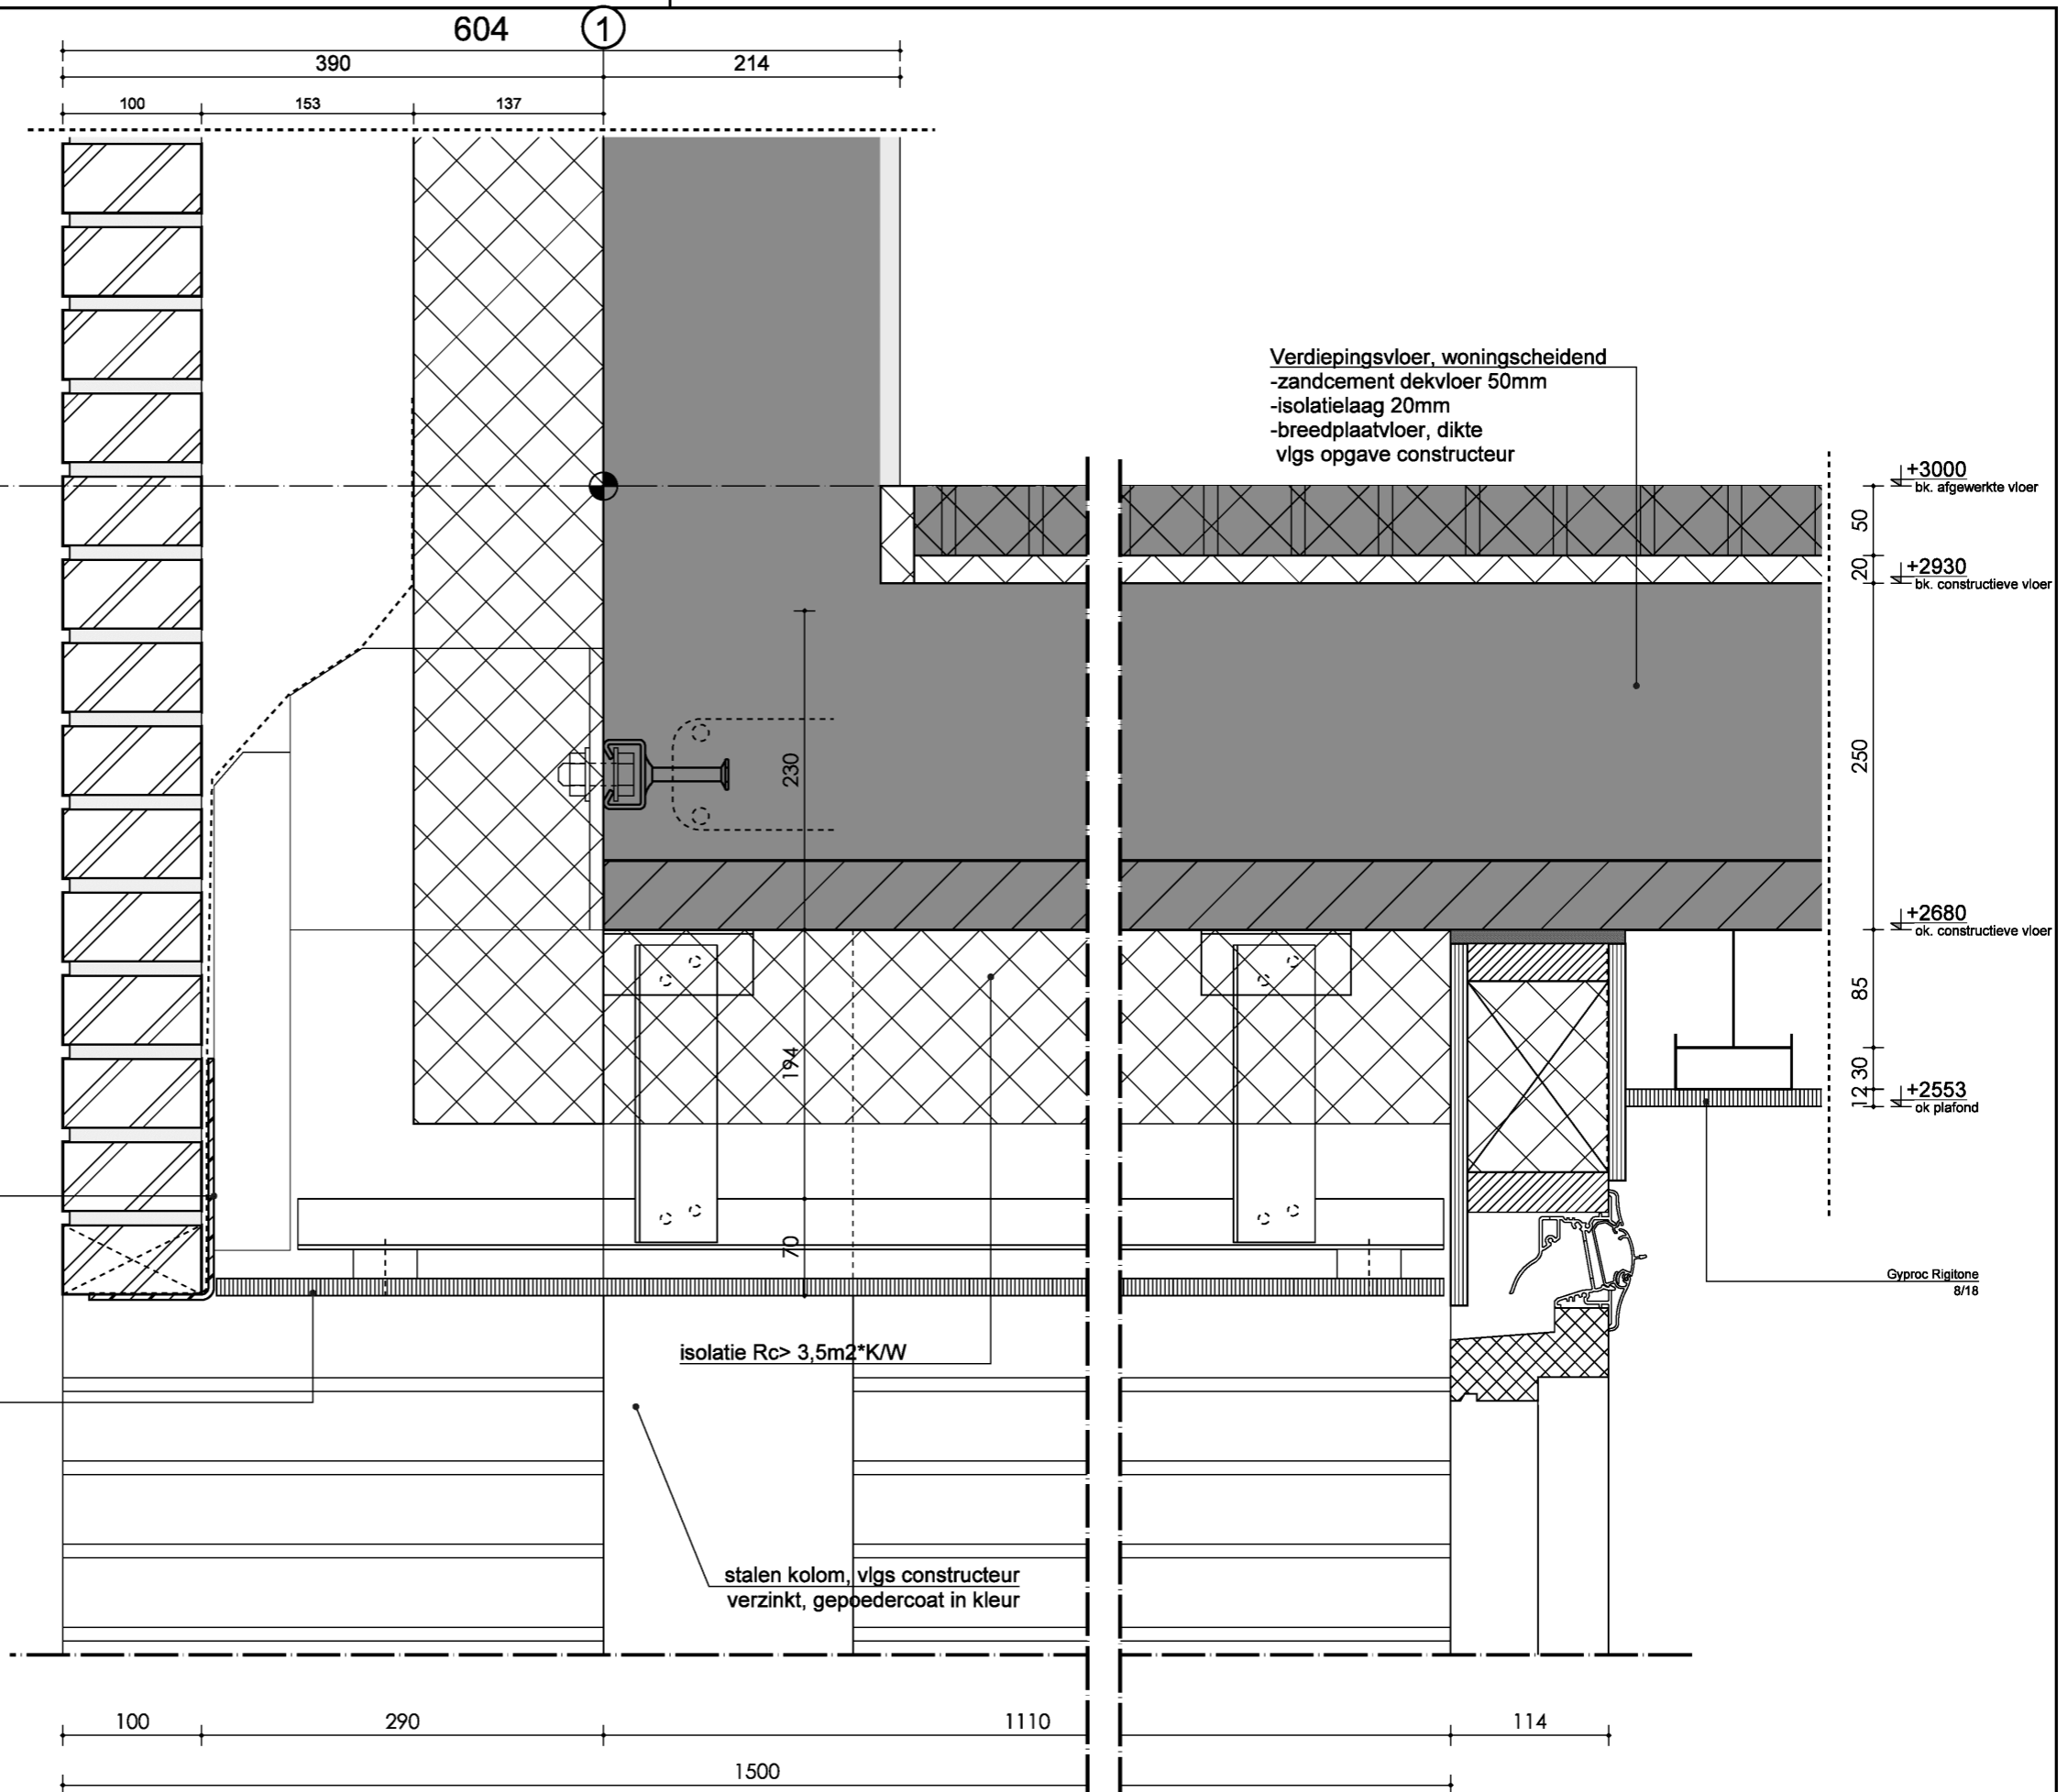 604
1
390
214
100
153
137
Verdiepingsvloer, woningscheidend
-zandcement dekvloer 50mm
-isolatielaag 20mm
-breedplaatvloer, dikte
vlgs opgave constructeur
+3000
bk. afgewerkte vloer
50
20
+2930
bk. constructieve vloer
230
250
+2680
ok. constructieve vloer
85
194
30
12
+2553
ok plafond
70
Gyproc Rigitone
8/18
isolatie Rc> 3,5m2*K/W
stalen kolom, vlgs constructeur
verzinkt, gepoedercoat in kleur
100
290
1110
114
1500